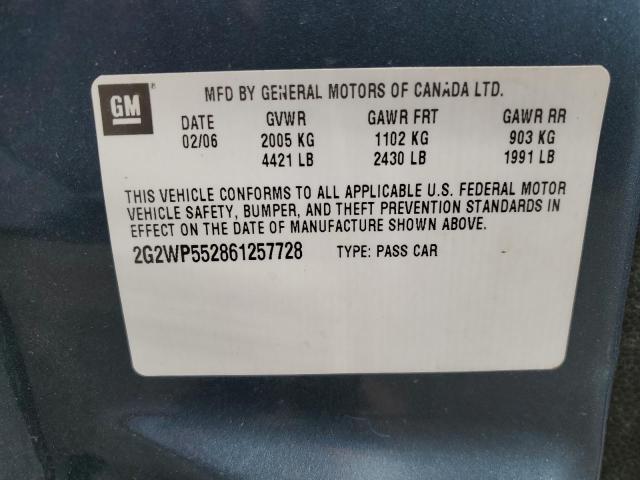 GM
MFD BY GENERAL MOTORS OF CANADA LTD.
DATE GVWR GAWR FRT GAWR RR
02/06 2005 KG 1102 KG 903 KG
4421 LB 2430 LB 1991 LB
THIS VEHICLE CONFORMS TO ALL APPLICABLE U.S. FEDERAL MOTOR
VEHICLE SAFETY, BUMPER, AND THEFT PREVENTION STANDARDS IN
EFFECT ON THE DATE OF MANUFACTURE SHOWN ABOVE.
2G2WP552861257728 TYPE: PASS CAR